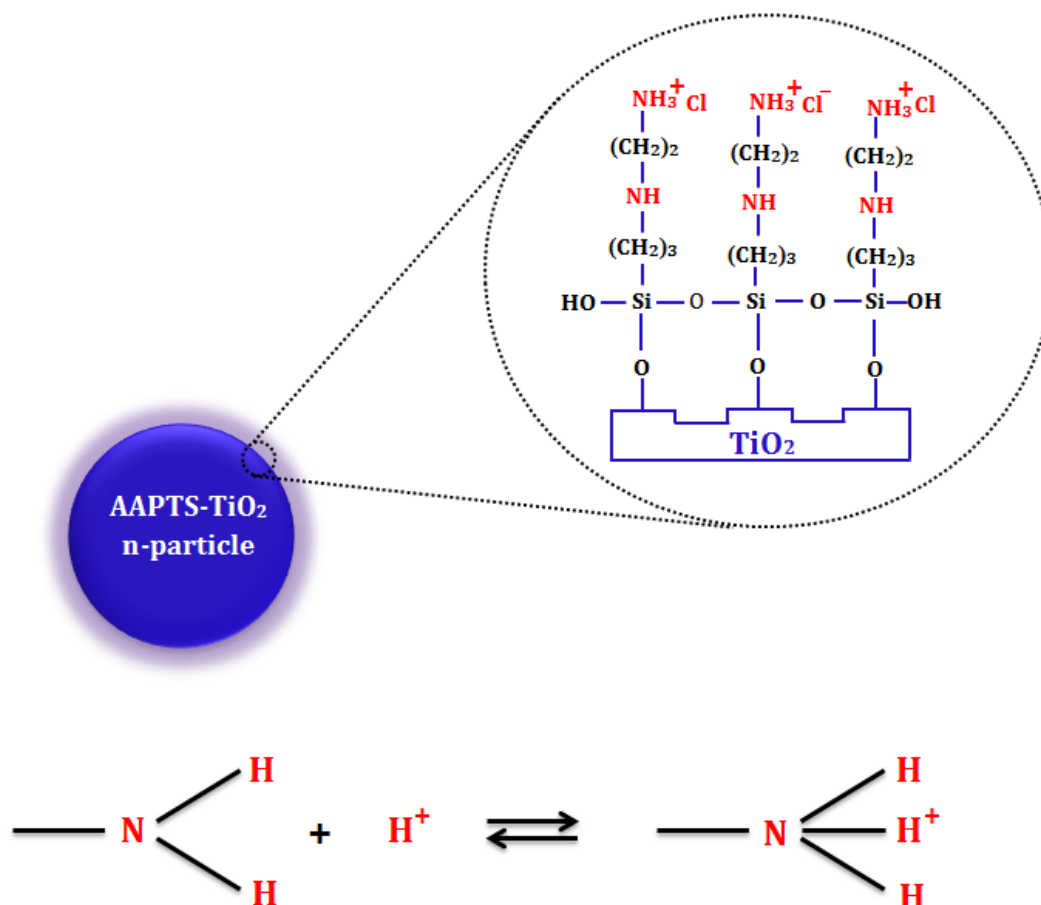 NH₃⁺Cl NH₃⁺Cl⁻ NH₃⁺Cl
(CH₂)₂ (CH₂)₂ (CH₂)₂
NH NH NH
(CH₂)₃ (CH₂)₃ (CH₂)₃
HO Si O Si O Si OH
O O O
TiO₂
AAPTS-TiO₂
n-particle
H H
N + H⁺ ⇌ N H⁺
H H